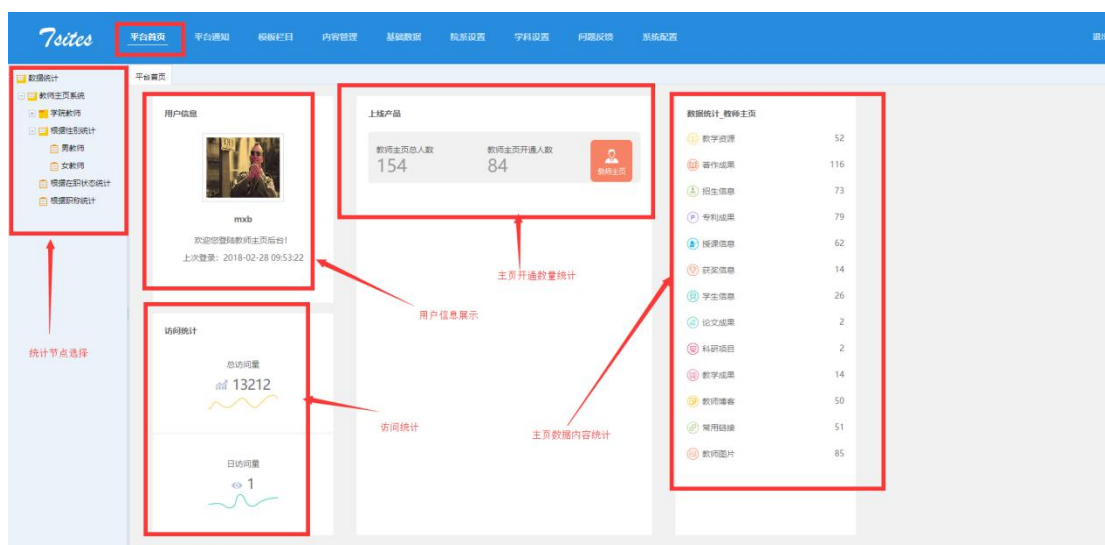 Tsites 平台首页 平台通知 模板栏目 内容管理 基础数据 院系设置 学科设置 问题反馈 系统配置
数据统计
教师主页系统
学院教师
根据性别统计
男教师
女教师
根据在职状态统计
根据职称统计
统计节点选择
平台首页
用户信息
mxb
欢迎您登陆教师主页后台!
上次登录: 2018-02-28 09:53:22
用户信息展示
访问统计
总访问量
13212
日访问量
1
访问统计
上线产品
教师主页总人数 教师主页开通人数
154 84
教师主页
主页开通数量统计
主页数据内容统计
数据统计_教师主页
教学资源 52
著作成果 116
招生信息 73
专利成果 79
授课信息 62
获奖信息 14
学生信息 26
论文成果 2
科研项目 2
教学成果 14
教师博客 50
常用链接 51
教师图片 85